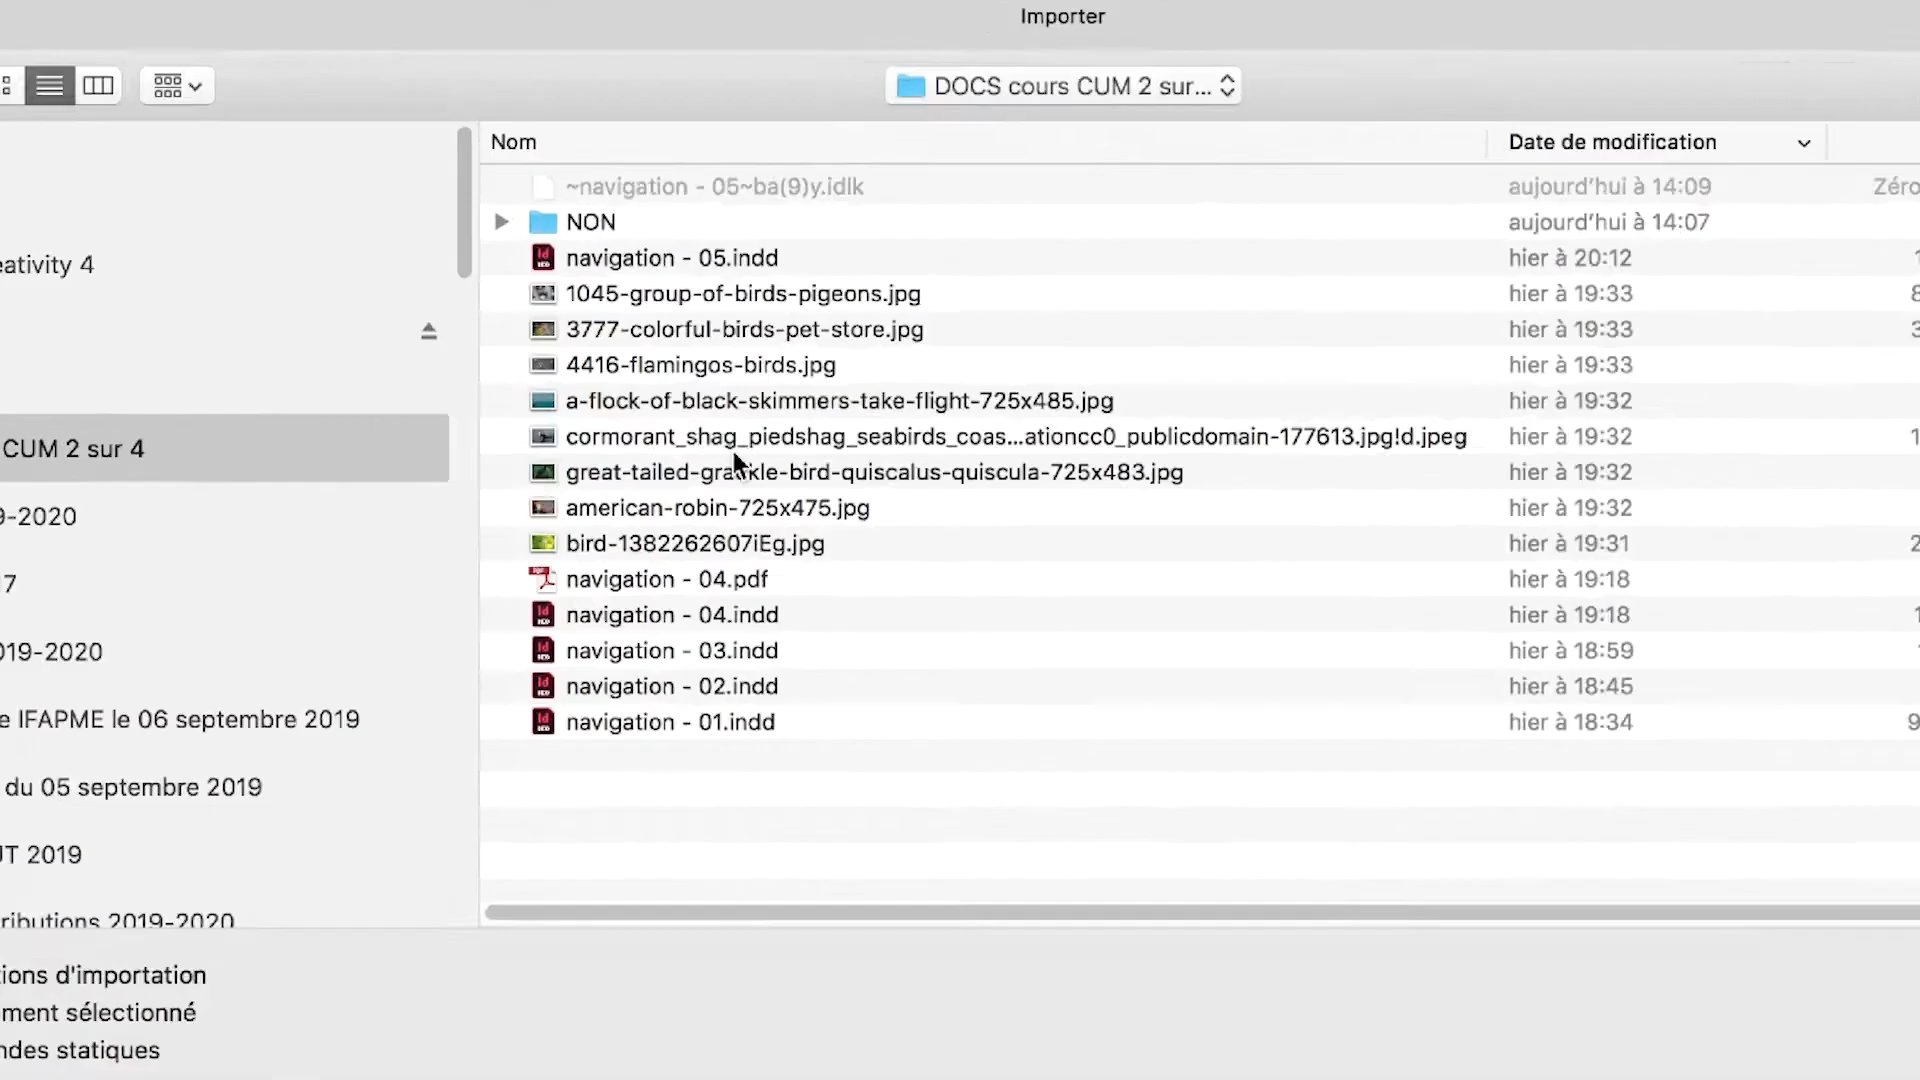 Importer
DOCS cours CUM 2 sur...
Nom
Date de modification
~navigation - 05~ba(9)y.idlk
aujourd'hui à 14:09
Zéro
NON
aujourd'hui à 14:07
navigation - 05.indd
hier à 20:12
1045-group-of-birds-pigeons.jpg
hier à 19:33
3777-colorful-birds-pet-store.jpg
hier à 19:33
4416-flamingos-birds.jpg
hier à 19:33
a-flock-of-black-skimmers-take-flight-725x485.jpg
hier à 19:32
cormorant_shag_piedshag_seabirds_coas...ationcc0_publicdomain-177613.jpg!d.jpeg
hier à 19:32
great-tailed-grackle-bird-quiscalus-quiscula-725x483.jpg
hier à 19:32
american-robin-725x475.jpg
hier à 19:32
bird-1382262607iEg.jpg
hier à 19:31
navigation - 04.pdf
hier à 19:18
navigation - 04.indd
hier à 19:18
navigation - 03.indd
hier à 18:59
navigation - 02.indd
hier à 18:45
navigation - 01.indd
hier à 18:34
eativity 4
CUM 2 sur 4
9-2020
17
019-2020
e IFAPME le 06 septembre 2019
du 05 septembre 2019
UT 2019
ributions 2019-2020
tions d'importation
ment sélectionné
ndes statiques